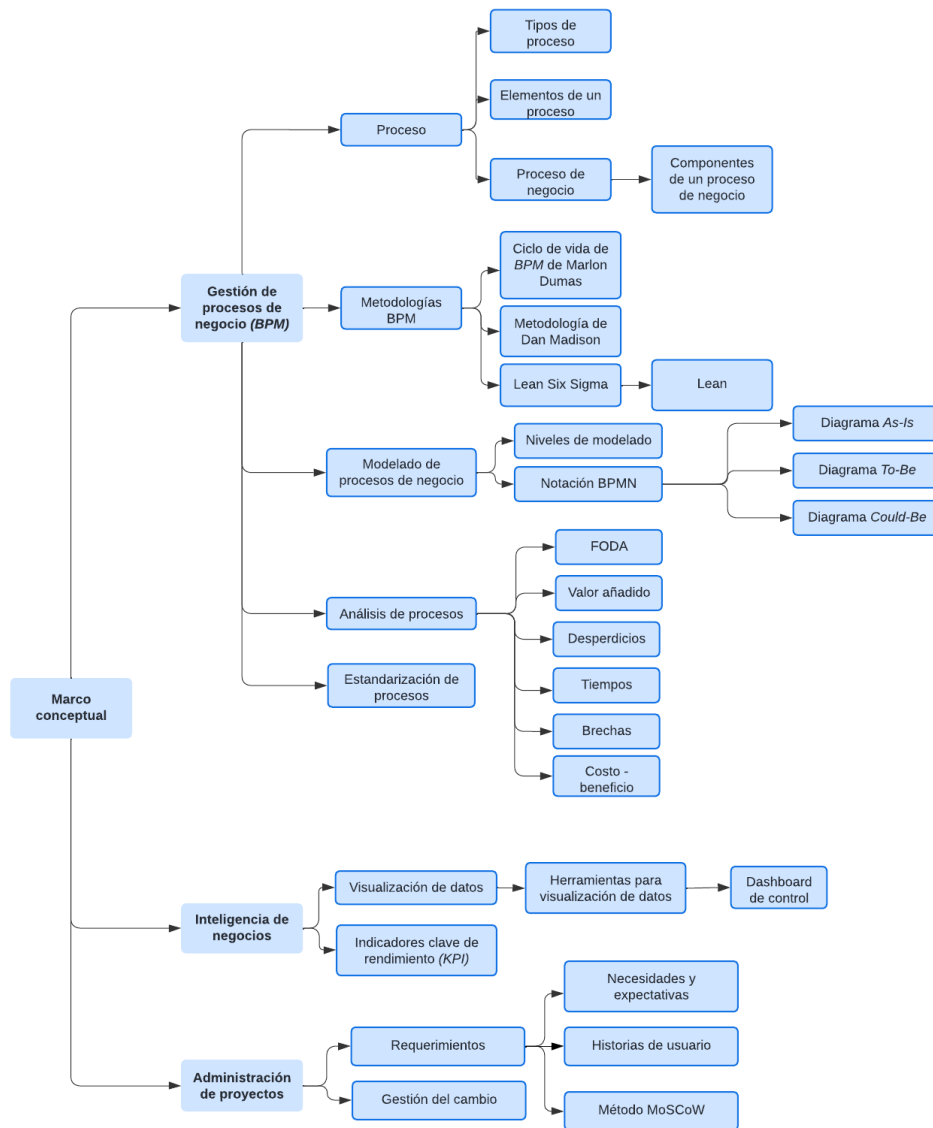 Tipos de
proceso
Elementos de un
proceso
Proceso
Proceso de
negocio
Componentes
de un proceso
de negocio
Ciclo de vida de
BPM de Marlon
Dumas
Gestión de
procesos de
negocio (BPM)
Metodologías
BPM
Metodología de
Dan Madison
Lean Six Sigma
Lean
Modelado de
procesos de negocio
Niveles de modelado
Notación BPMN
Diagrama As-Is
Diagrama To-Be
Diagrama Could-Be
Análisis de procesos
FODA
Valor añadido
Desperdicios
Tiempos
Brechas
Costo -
beneficio
Estandarización de
procesos
Marco
conceptual
Inteligencia de
negocios
Visualización de datos
Herramientas para
visualización de datos
Dashboard
de control
Indicadores clave de
rendimiento (KPI)
Administración
de proyectos
Requerimientos
Necesidades y
expectativas
Historias de usuario
Método MoSCoW
Gestión del cambio